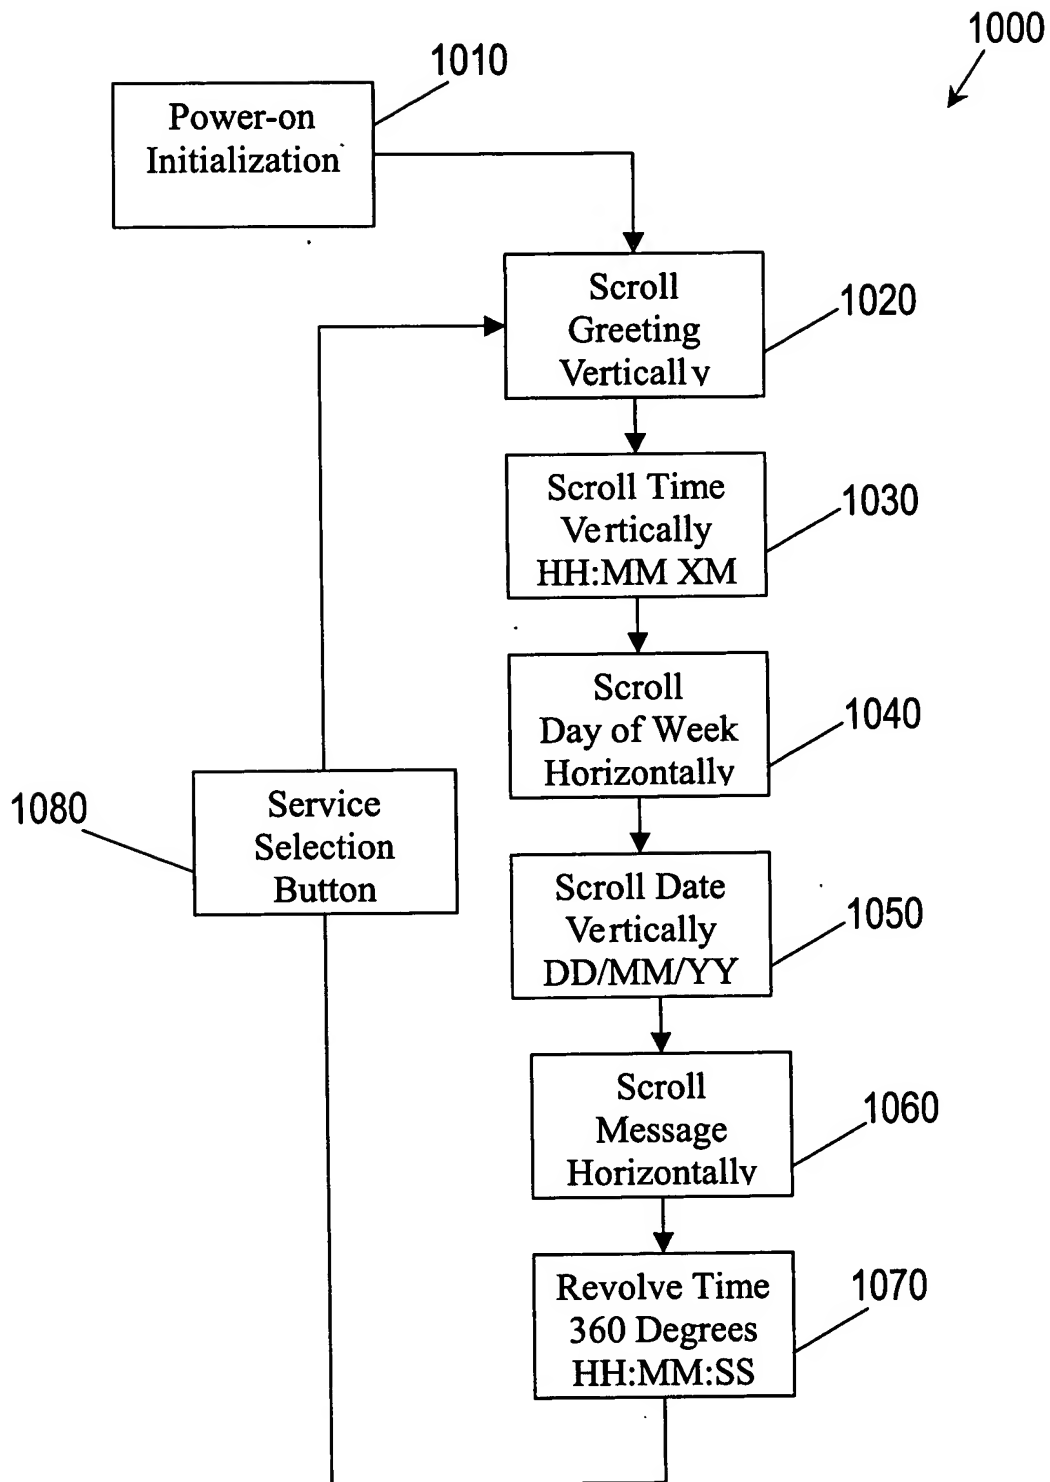 1000
1010
Power-on
Initialization
Scroll
Greeting
Vertically
1020
Scroll Time
Vertically
HH:MM XM
1030
Scroll
Day of Week
Horizontally
1040
1080
Service
Selection
Button
Scroll Date
Vertically
DD/MM/YY
1050
Scroll
Message
Horizontally
1060
Revolve Time
360 Degrees
HH:MM:SS
1070